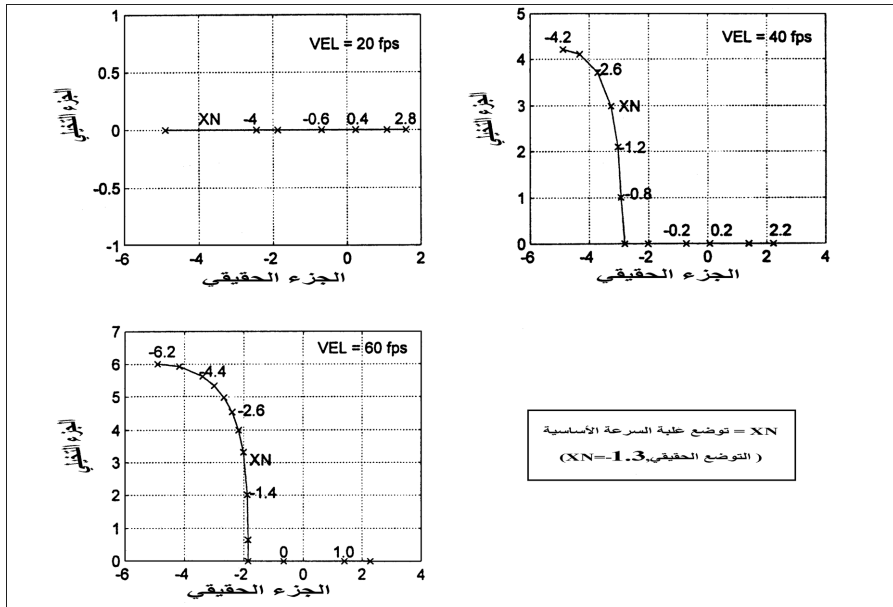 VEL = 20 fps
1
0.5
0
-0.5
-1
XN -4 -0.6 0.4 2.8
-6 -4 -2 0 2
الجزء التخيلي
الجزء الحقيقي
VEL = 40 fps
5
4
3
2
1
0
-4.2
2.6
XN
-1.2
-0.8
-0.2 0.2 2.2
-6 -4 -2 0 2 4
الجزء التخيلي
الجزء الحقيقي
VEL = 60 fps
7
6
5
4
3
2
1
0
-6.2
-4.4
-2.6
XN
-1.4
0 1.0
-6 -4 -2 0 2 4
الجزء التخيلي
الجزء الحقيقي
XN = توضع علبة السرعة الأساسية
( التوضع الحقيقي,XN=-1.3)